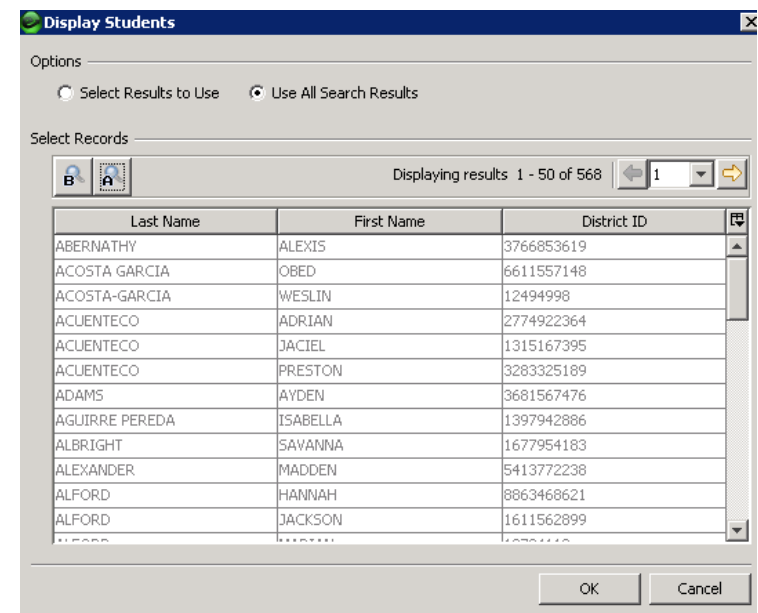 Display Students
Options
Select Results to Use Use All Search Results
Select Records
B A Displaying results 1 - 50 of 568 1
Last Name First Name District ID
ABERNATHY ALEXIS 3766853619
ACOSTA GARCIA OBED 6611557148
ACOSTA-GARCIA WESLIN 12494998
ACUENTECO ADRIAN 2774922364
ACUENTECO JACIEL 1315167395
ACUENTECO PRESTON 3283325189
ADAMS AYDEN 3681567476
AGUIRRE PEREDA ISABELLA 1397942886
ALBRIGHT SAVANNA 1677954183
ALEXANDER MADDEN 5413772238
ALFORD HANNAH 8863468621
ALFORD JACKSON 1611562899
OK Cancel